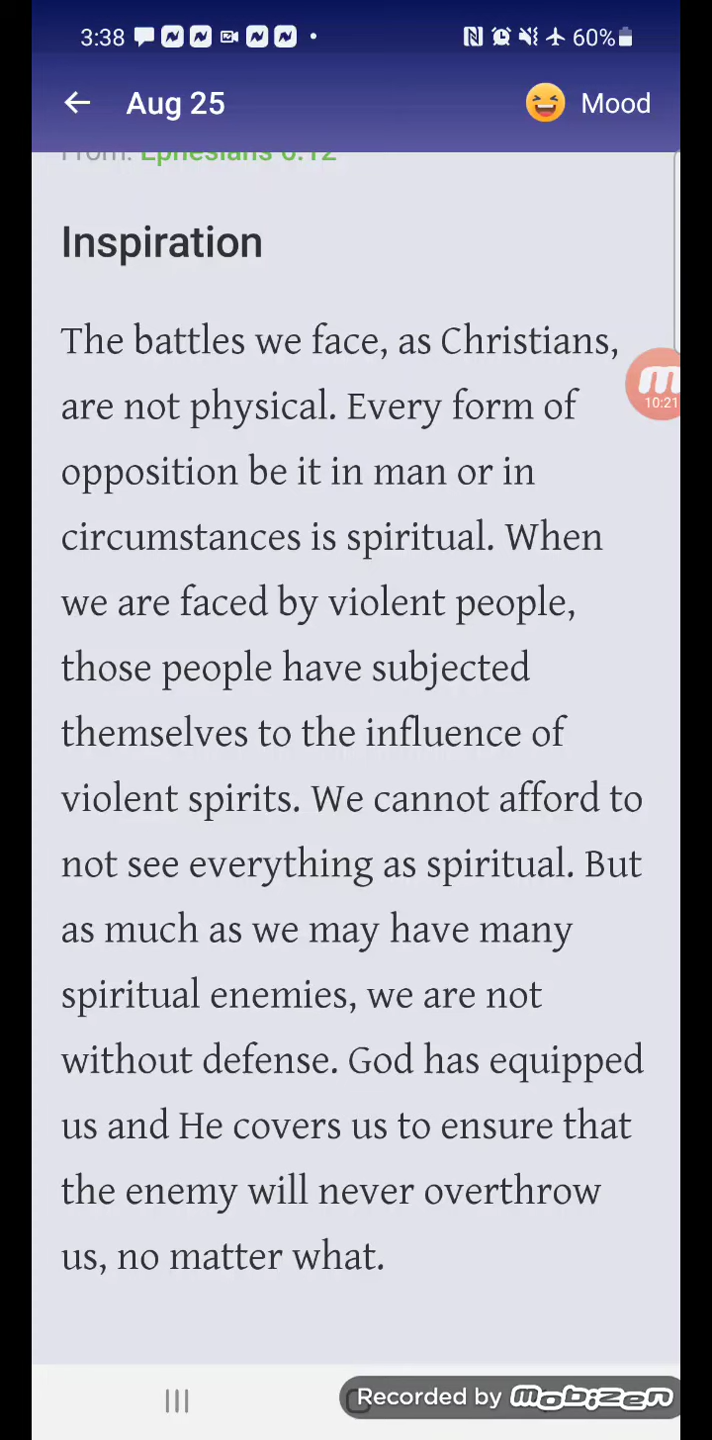 3:38 60%
Aug 25 Mood
From: Ephesians 6:12
Inspiration
The battles we face, as Christians,
are not physical. Every form of
opposition be it in man or in
circumstances is spiritual. When
we are faced by violent people,
those people have subjected
themselves to the influence of
violent spirits. We cannot afford to
not see everything as spiritual. But
as much as we may have many
spiritual enemies, we are not
without defense. God has equipped
us and He covers us to ensure that
the enemy will never overthrow
us, no matter what.
m
10:21
Recorded by mobizen